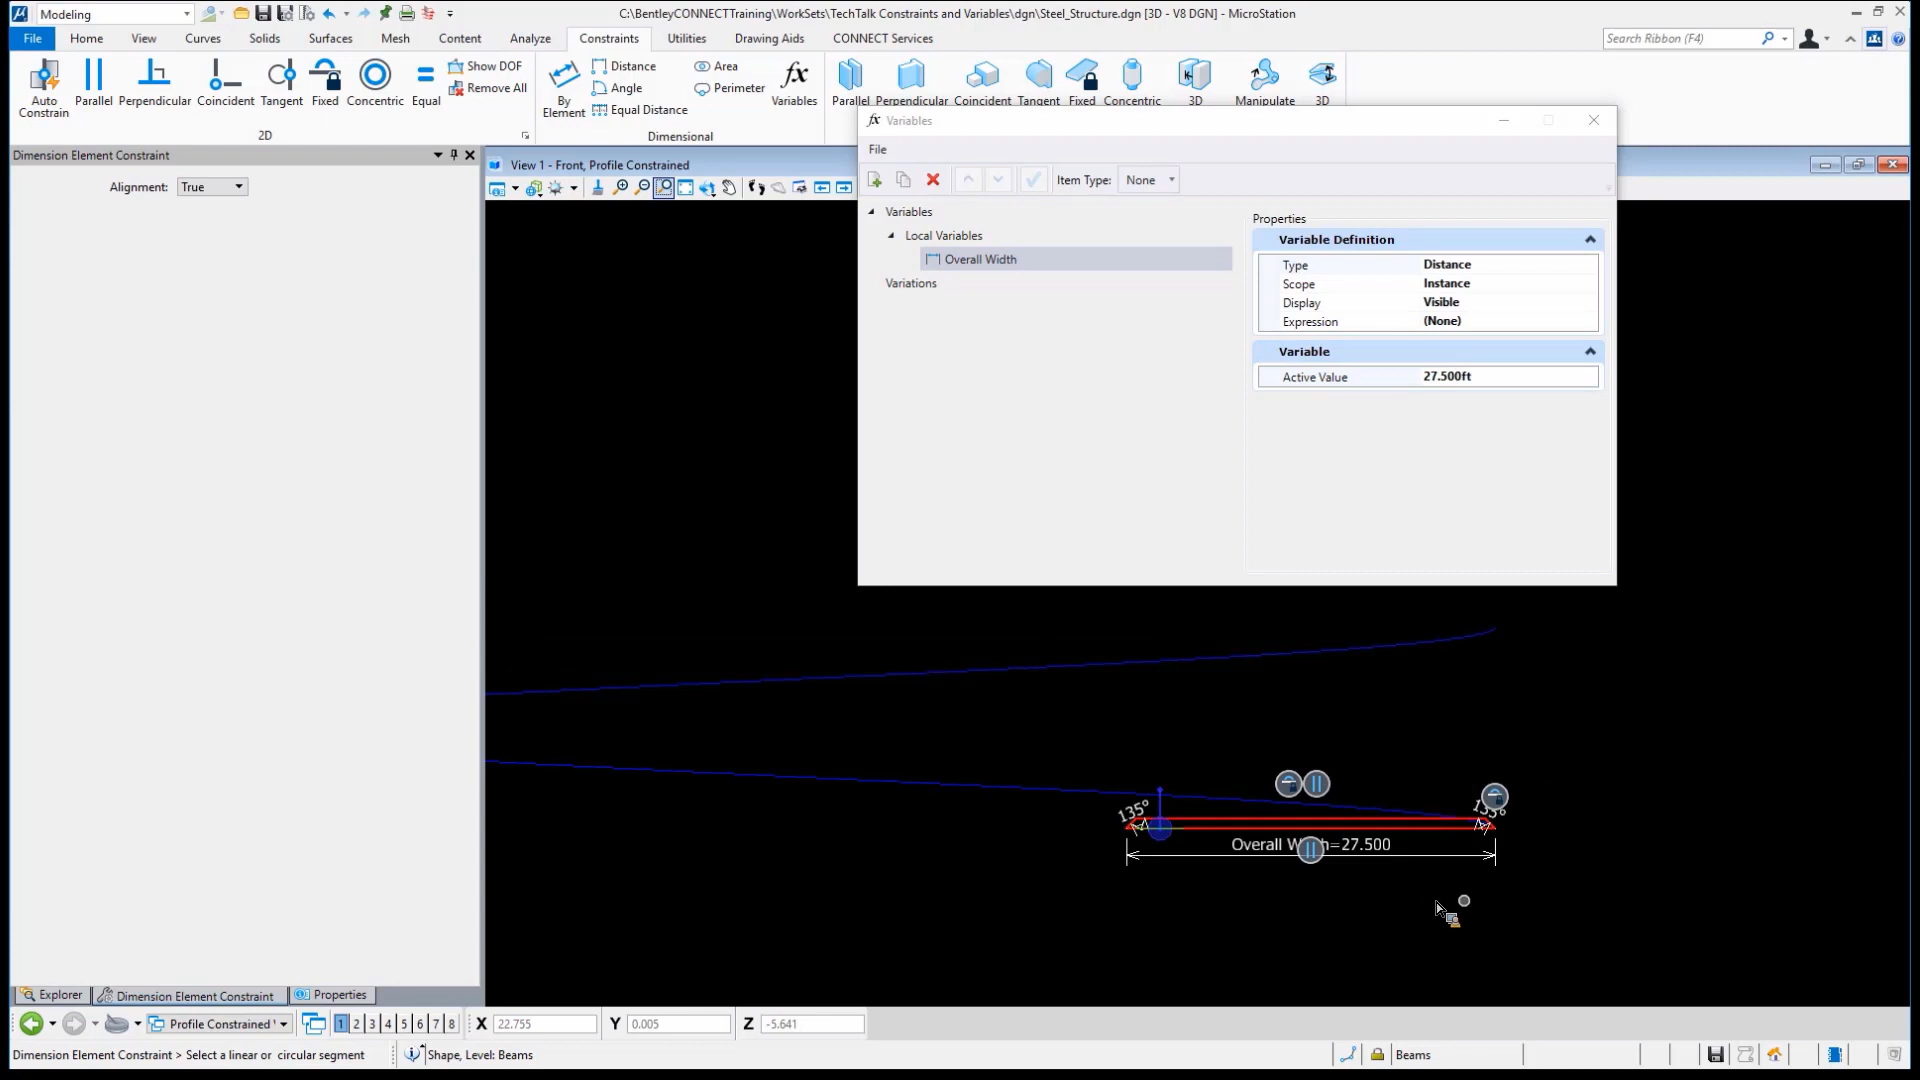 Modeling
C:\BentleyCONNECTTraining\WorkSets\TechTalk Constraints and Variables\dgn\Steel_Structure.dgn [3D - V8 DGN] - MicroStation
File Home View Curves Solids Surfaces Mesh Content Analyze Constraints Utilities Drawing Aids CONNECT Services Search Ribbon (F4)
Auto Constrain Parallel Perpendicular Coincident Tangent Fixed Concentric Equal
Show DOF
Remove All
2D
By Element
Distance
Angle
Equal Distance
Area
Perimeter
fx
Variables
Dimensional
Parallel Perpendicular Coincident Tangent Fixed Concentric 3D Manipulate 3D
Dimension Element Constraint
Alignment: True
View 1 - Front, Profile Constrained
fx Variables
File
Item Type: None
Variables
Local Variables
Overall Width
Variations
Properties
Variable Definition
Type Distance
Scope Instance
Display Visible
Expression (None)
Variable
Active Value 27.500ft
135°
135°
Overall W h=27.500
Explorer Dimension Element Constraint Properties
Profile Constrained 1 2 3 4 5 6 7 8 X 22.755 Y 0.005 Z -5.641
Dimension Element Constraint > Select a linear or circular segment Shape, Level: Beams Beams